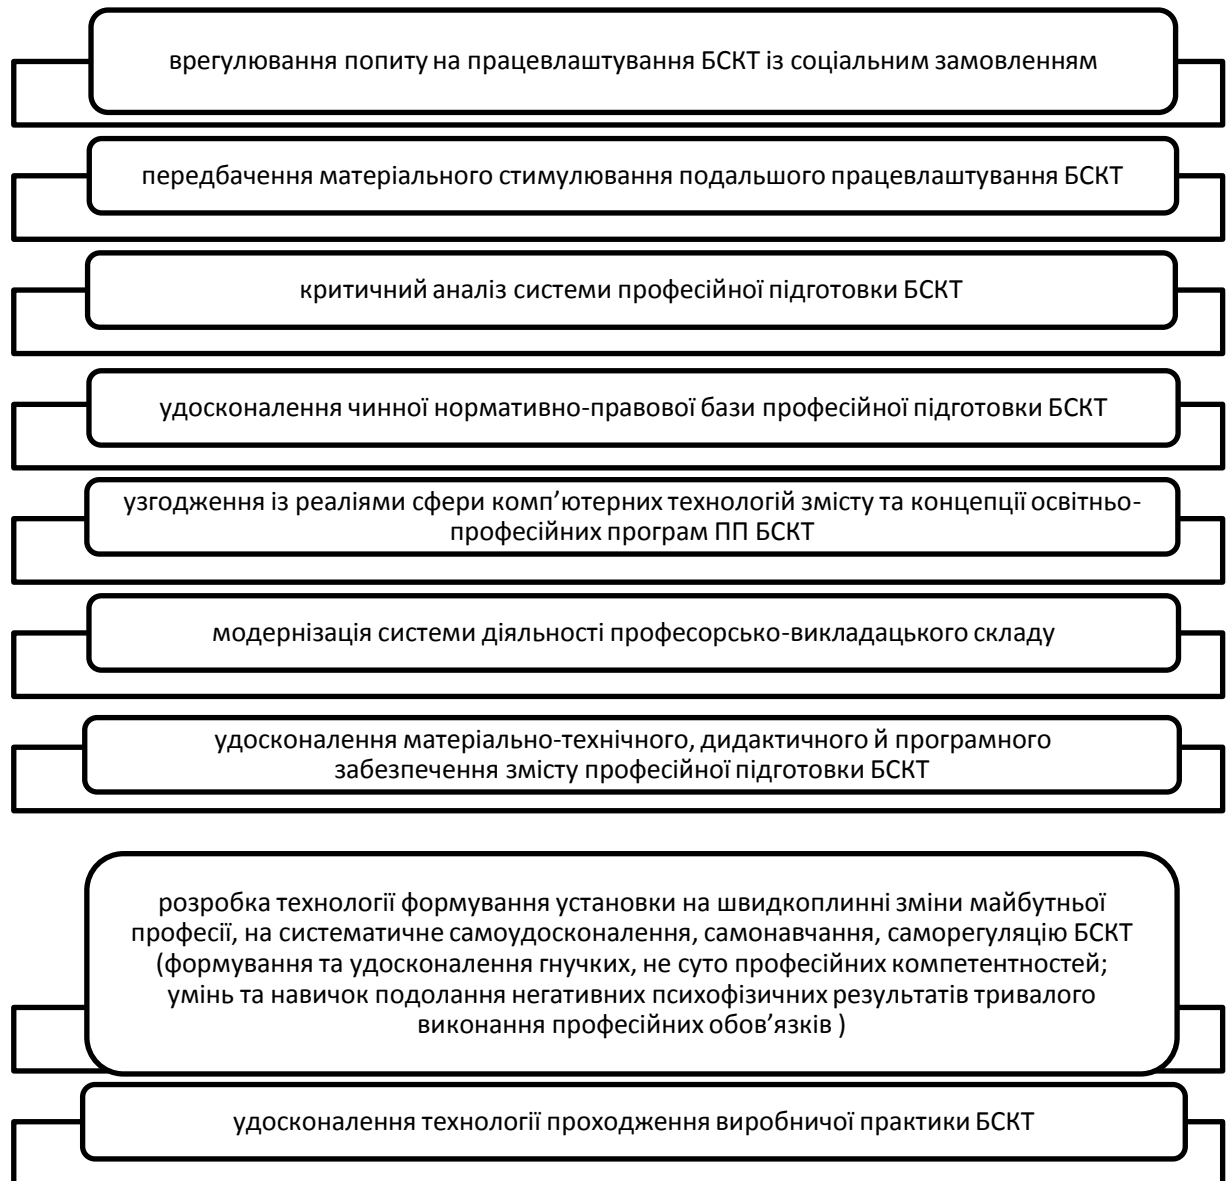 врегулювання попиту на працевлаштування БСКТ із соціальним замовленням
передбачення матеріального стимулювання подальшого працевлаштування БСКТ
критичний аналіз системи професійної підготовки БСКТ
удосконалення чинної нормативно-правової бази професійної підготовки БСКТ
узгодження із реаліями сфери комп’ютерних технологій змісту та концепції освітньо-
професійних програм ПП БСКТ
модернізація системи діяльності професорсько-викладацького складу
удосконалення матеріально-технічного, дидактичного й програмного
забезпечення змісту професійної підготовки БСКТ
розробка технології формування установки на швидкоплинні зміни майбутньої
професії, на систематичне самоудосконалення, самонавчання, саморегуляцію БСКТ
(формування та удосконалення гнучких, не суто професійних компетентностей;
умінь та навичок подолання негативних психофізичних результатів тривалого
виконання професійних обов’язків )
удосконалення технології проходження виробничої практики БСКТ